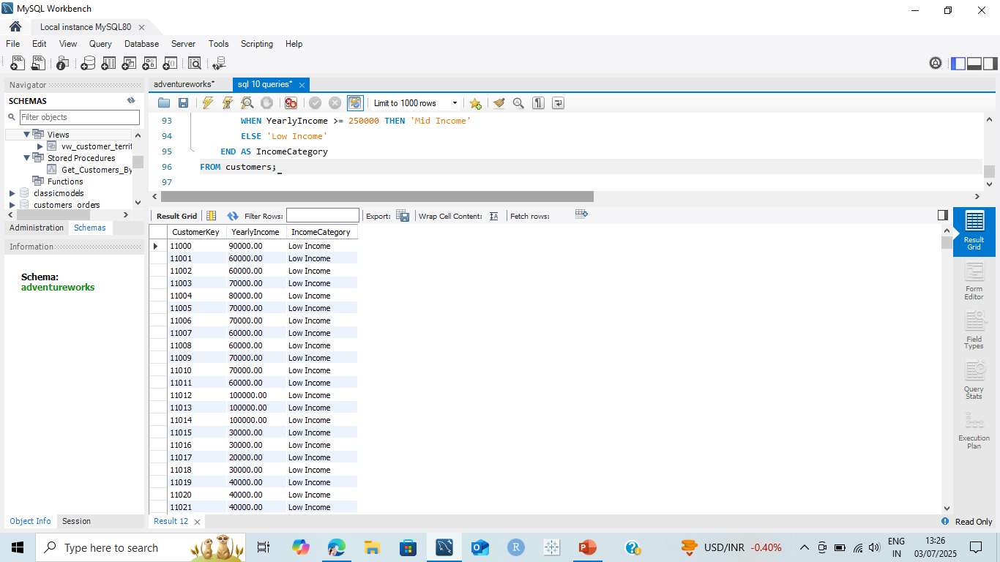 MySQL Workbench
Local instance MySQL80
File Edit View Query Database Server Tools Scripting Help
Navigator
SCHEMAS
Filter objects
Views
vw_customer_territ
Stored Procedures
Get_Customers_By
Functions
classicmodels
customers_orders
Administration Schemas
Information
Schema:
adventureworks
Object Info Session
adventureworks* sql 10 queries*
Limit to 1000 rows
93 WHEN YearlyIncome >= 250000 THEN 'Mid Income'
94 ELSE 'Low Income'
95 END AS IncomeCategory
96 FROM customers;
97
Result Grid Filter Rows: Export: Wrap Cell Content: Fetch rows:
CustomerKey YearlyIncome IncomeCategory
11000 90000.00 Low Income
11001 60000.00 Low Income
11002 60000.00 Low Income
11003 70000.00 Low Income
11004 80000.00 Low Income
11005 70000.00 Low Income
11006 70000.00 Low Income
11007 60000.00 Low Income
11008 60000.00 Low Income
11009 70000.00 Low Income
11010 70000.00 Low Income
11011 60000.00 Low Income
11012 100000.00 Low Income
11013 100000.00 Low Income
11014 100000.00 Low Income
11015 30000.00 Low Income
11016 30000.00 Low Income
11017 20000.00 Low Income
11018 30000.00 Low Income
11019 40000.00 Low Income
11020 40000.00 Low Income
11021 40000.00 Low Income
Result
Grid
Form
Editor
Field
Types
Query
Stats
Execution
Plan
Result 12
Read Only
Type here to search
USD/INR -0.40%
ENG
IN
13:26
03/07/2025